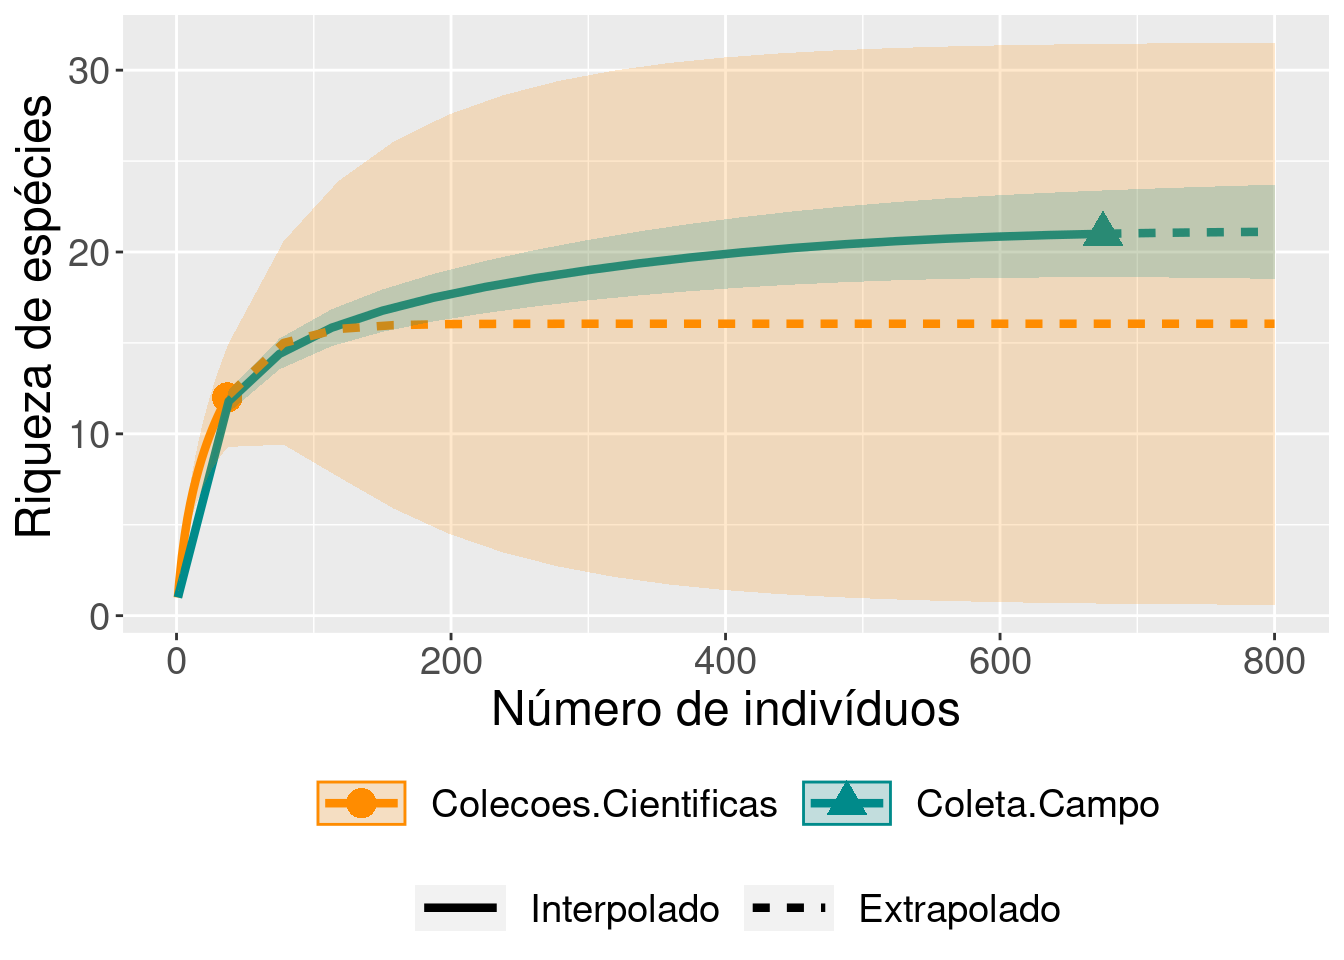 Riqueza de espécies
30
20
10
0
0 200 400 600 800
Número de indivíduos
Colecoes.Cientificas Coleta.Campo
Interpolado Extrapolado